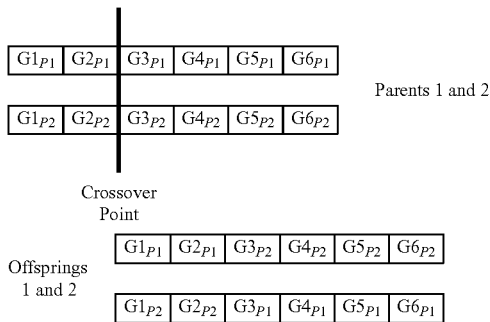 G1P1 G2P1 G3P1 G4P1 G5P1 G6P1
Parents 1 and 2
G1P2 G2P2 G3P2 G4P2 G5P2 G6P2
Crossover
Point
G1P1 G2P1 G3P2 G4P2 G5P2 G6P2
Offsprings
1 and 2
G1P2 G2P2 G3P1 G4P1 G5P1 G6P1